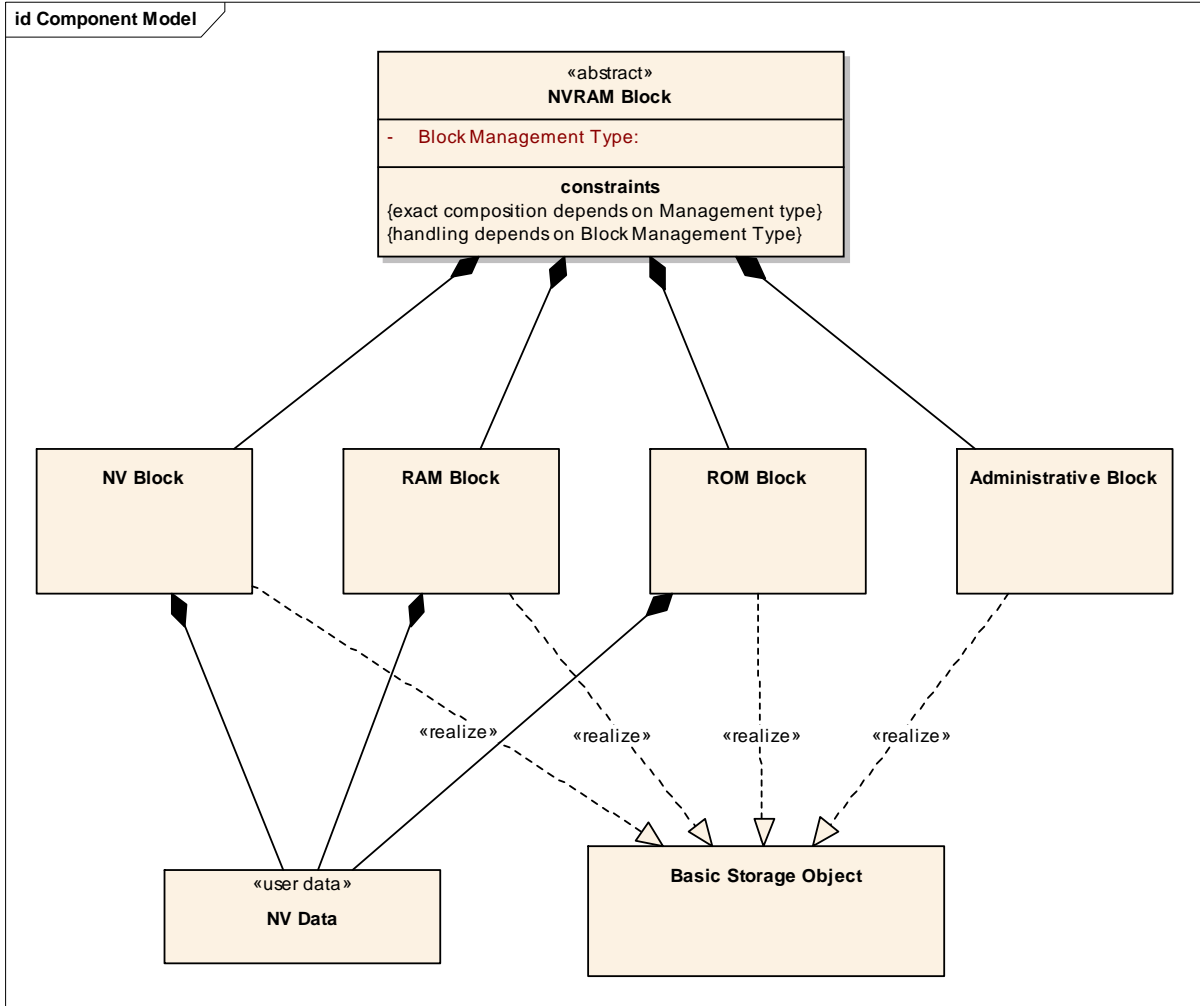 id Component Model
«abstract»
NVRAM Block
- Block Management Type:
constraints
{exact composition depends on Management type}
{handling depends on Block Management Type}
NV Block
RAM Block
ROM Block
Administrative Block
«realize»
«realize»
«realize»
«realize»
«user data»
NV Data
Basic Storage Object